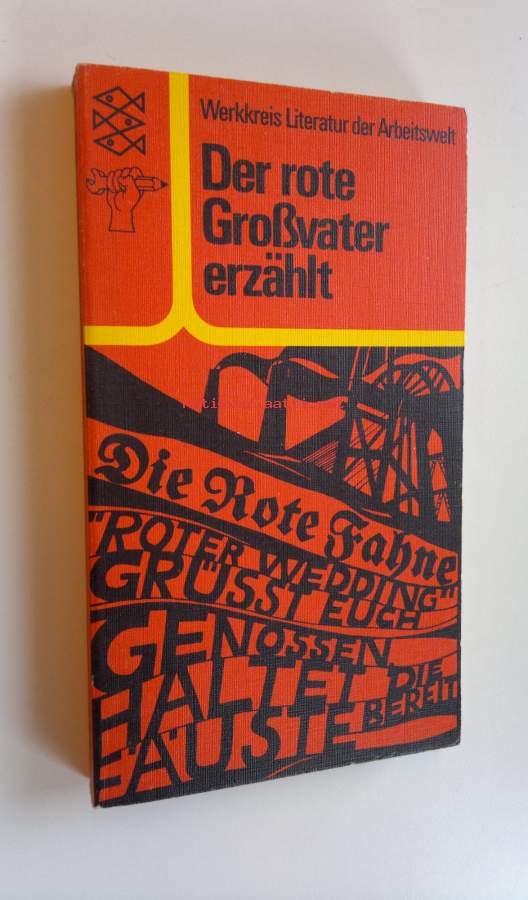 Werkkreis Literatur der Arbeitswelt
Der rote
Großvater
erzählt
Die Rote Fahne
"ROTER WEDDING"
GRÜSST EUCH
GENOSSEN
HALTET DIE
FÄUSTE BEREIT